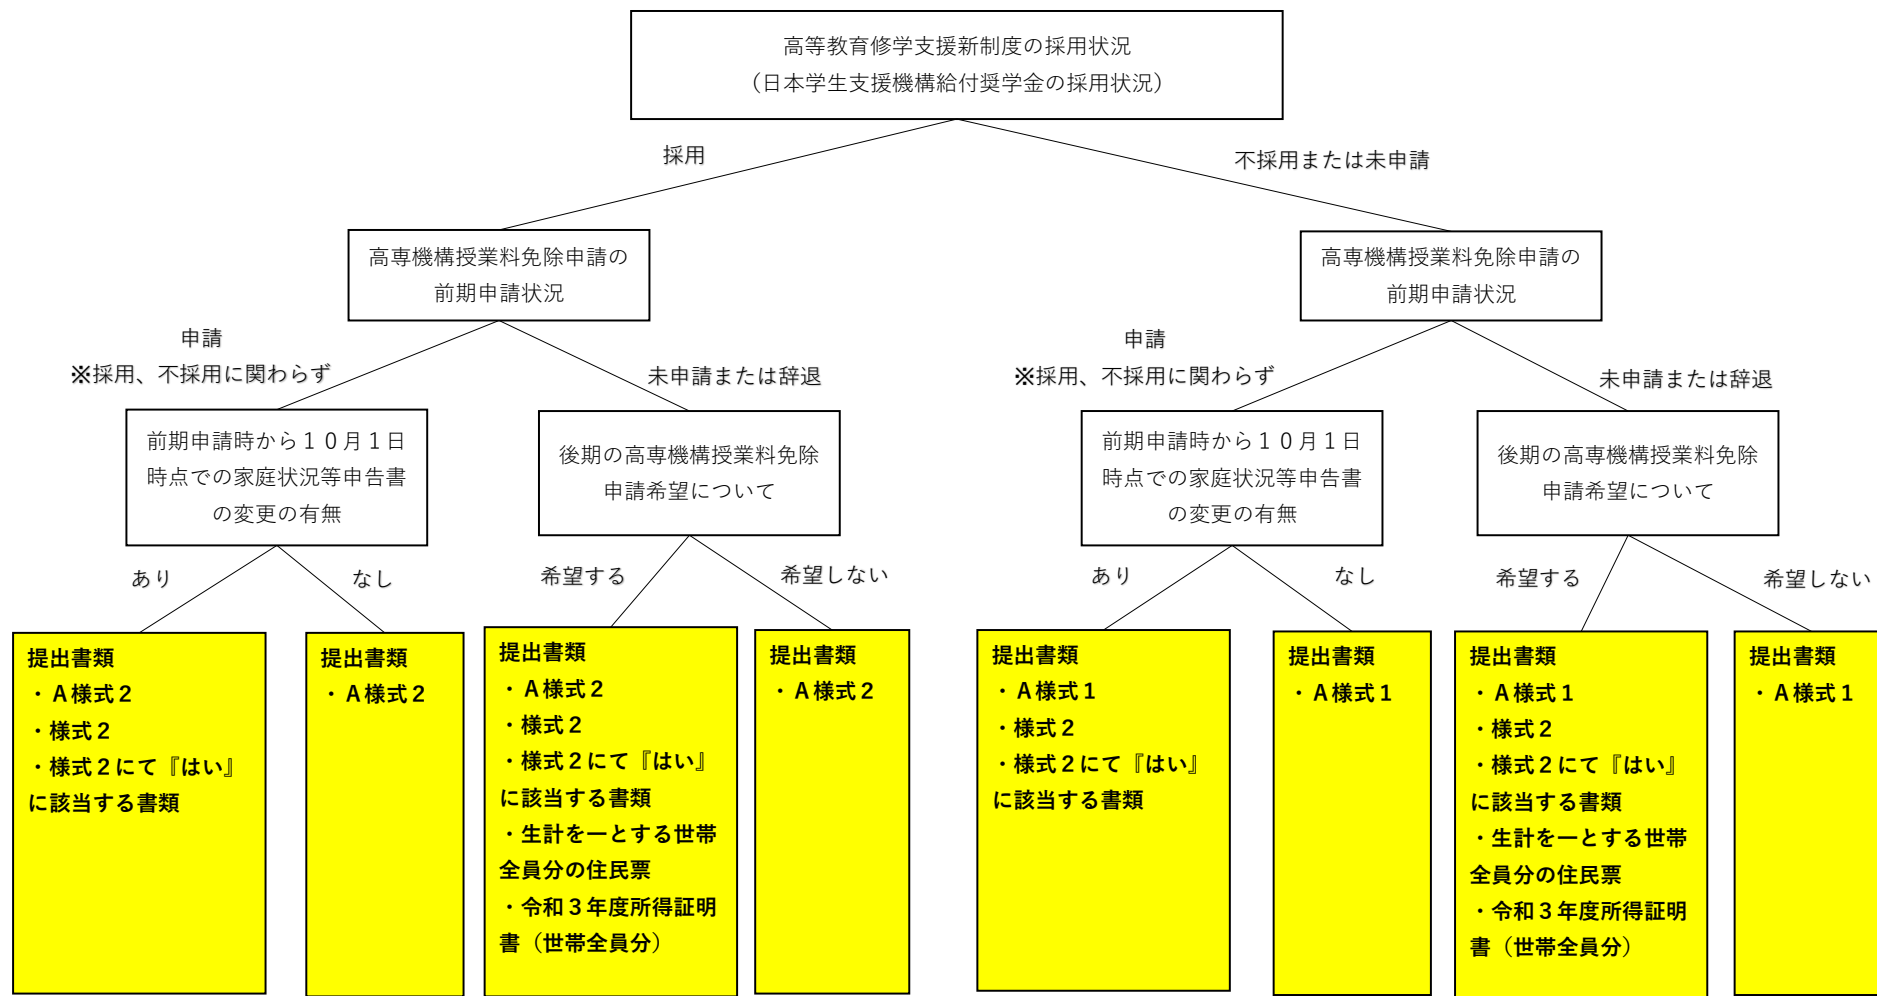 高等教育修学支援新制度の採用状況
（日本学生支援機構給付奨学金の採用状況）
採用
不採用または未申請
高専機構授業料免除申請の
前期申請状況
高専機構授業料免除申請の
前期申請状況
申請
※採用、不採用に関わらず
未申請または辞退
申請
※採用、不採用に関わらず
未申請または辞退
前期申請時から１０月１日
時点での家庭状況等申告書
の変更の有無
後期の高専機構授業料免除
申請希望について
前期申請時から１０月１日
時点での家庭状況等申告書
の変更の有無
後期の高専機構授業料免除
申請希望について
あり
なし
希望する
希望しない
あり
なし
希望する
希望しない
提出書類
・Ａ様式２
・様式２
・様式２にて『はい』
に該当する書類
提出書類
・Ａ様式２
提出書類
・Ａ様式２
・様式２
・様式２にて『はい』
に該当する書類
・生計を一とする世帯
全員分の住民票
・令和３年度所得証明
書（世帯全員分）
提出書類
・Ａ様式２
提出書類
・Ａ様式１
・様式２
・様式２にて『はい』
に該当する書類
提出書類
・Ａ様式１
提出書類
・Ａ様式１
・様式２
・様式２にて『はい』
に該当する書類
・生計を一とする世帯
全員分の住民票
・令和３年度所得証明
書（世帯全員分）
提出書類
・Ａ様式１